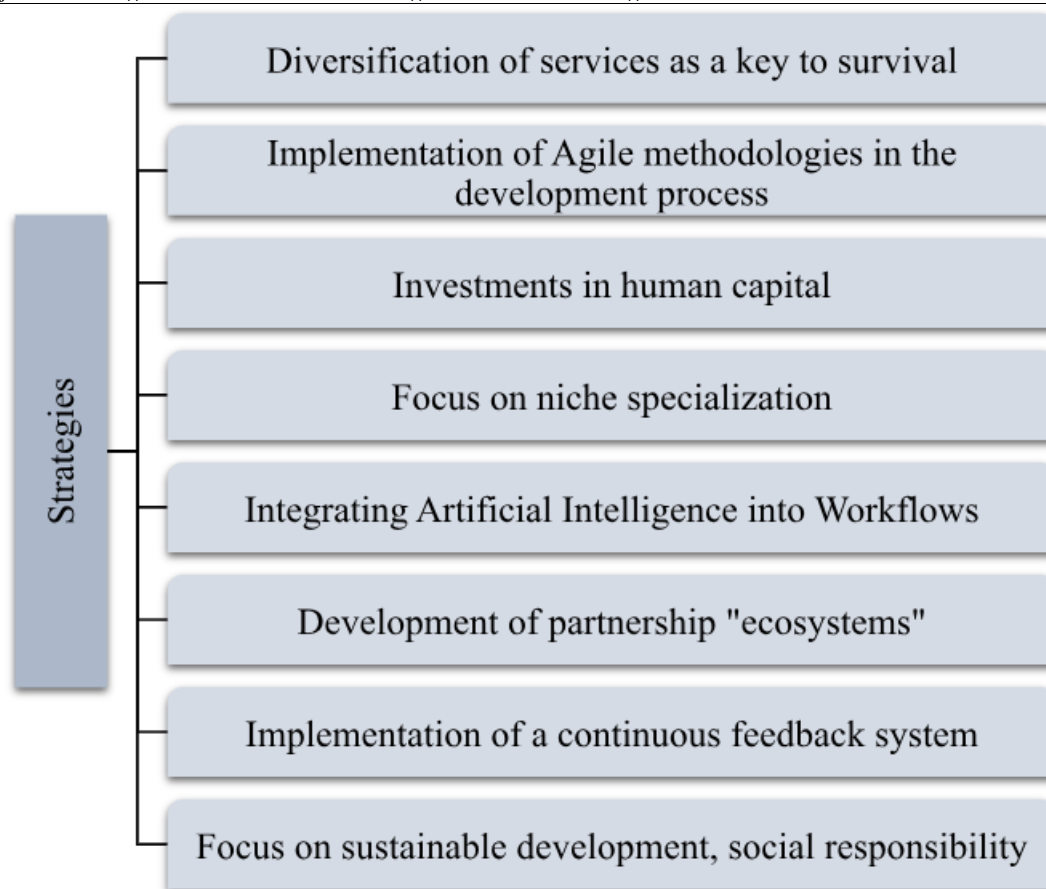 Strategies
Diversification of services as a key to survival
Implementation of Agile methodologies in the
development process
Investments in human capital
Focus on niche specialization
Integrating Artificial Intelligence into Workflows
Development of partnership "ecosystems"
Implementation of a continuous feedback system
Focus on sustainable development, social responsibility